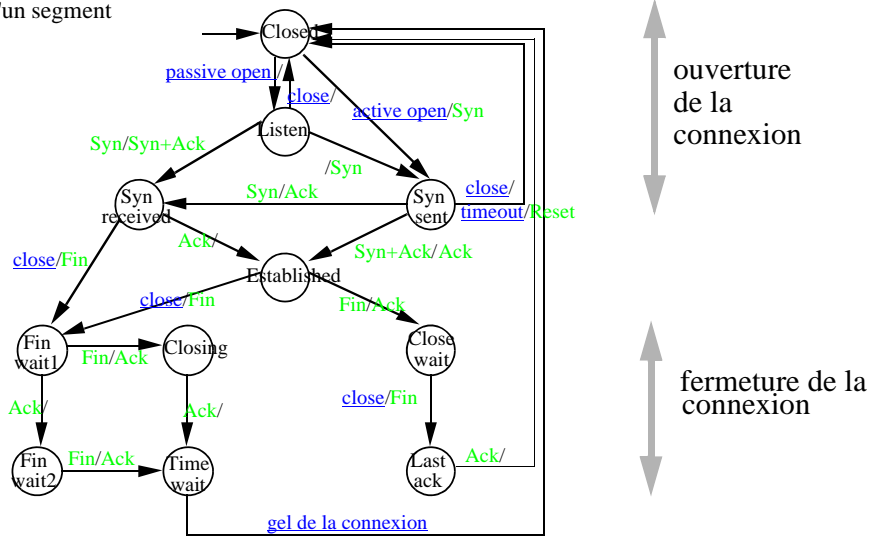 'un segment
Closed
passive open /
close/
active open/Syn
Listen
Syn/Syn+Ack
/Syn
Syn/Ack
close/
timeout/Reset
Syn
received
Syn
sent
Ack/
Syn+Ack/Ack
close/Fin
Established
close/Fin
Fin/Ack
Fin
wait1
Fin/Ack
Closing
Close
wait
Ack/
Ack/
close/Fin
Fin
wait2
Fin/Ack
Time
wait
Last
ack
Ack/
gel de la connexion
ouverture
de la
connexion
fermeture de la
connexion